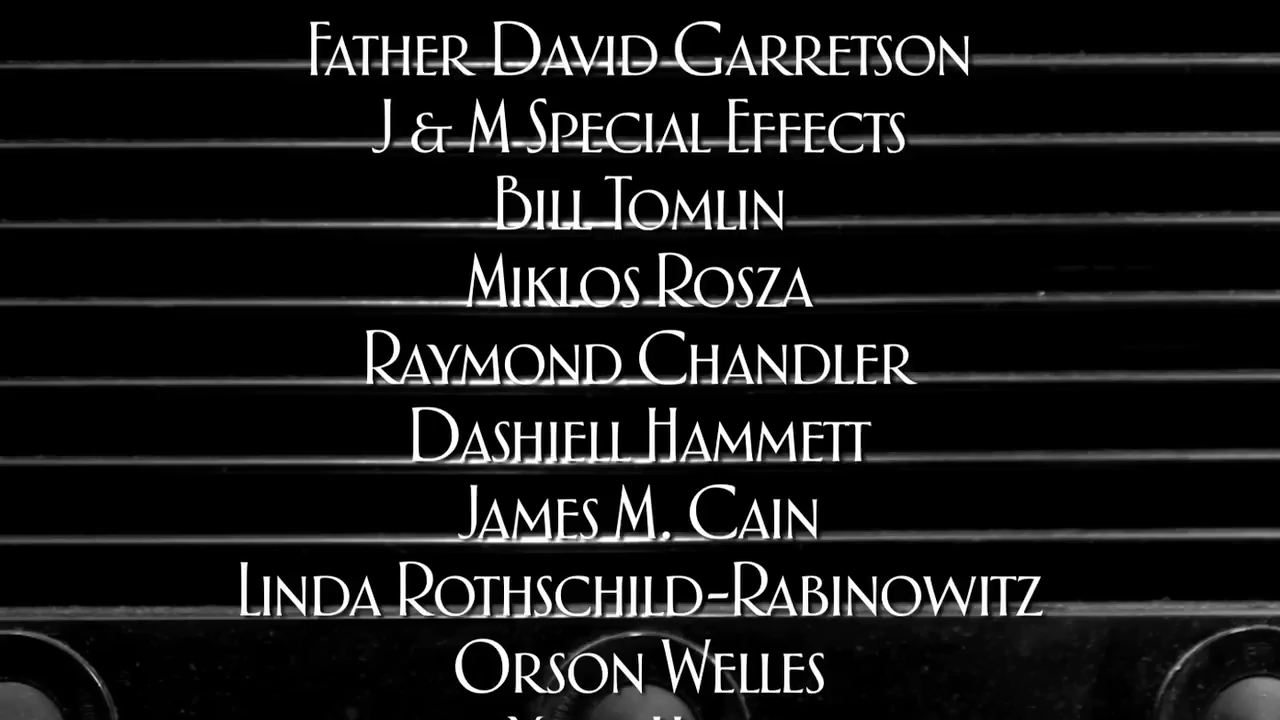 Father David Garretson
J & M Special Effects
Bill Tomlin
Miklos Rosza
Raymond Chandler
Dashiell Hammett
James M. Cain
Linda Rothschild-Rabinowitz
Orson Welles